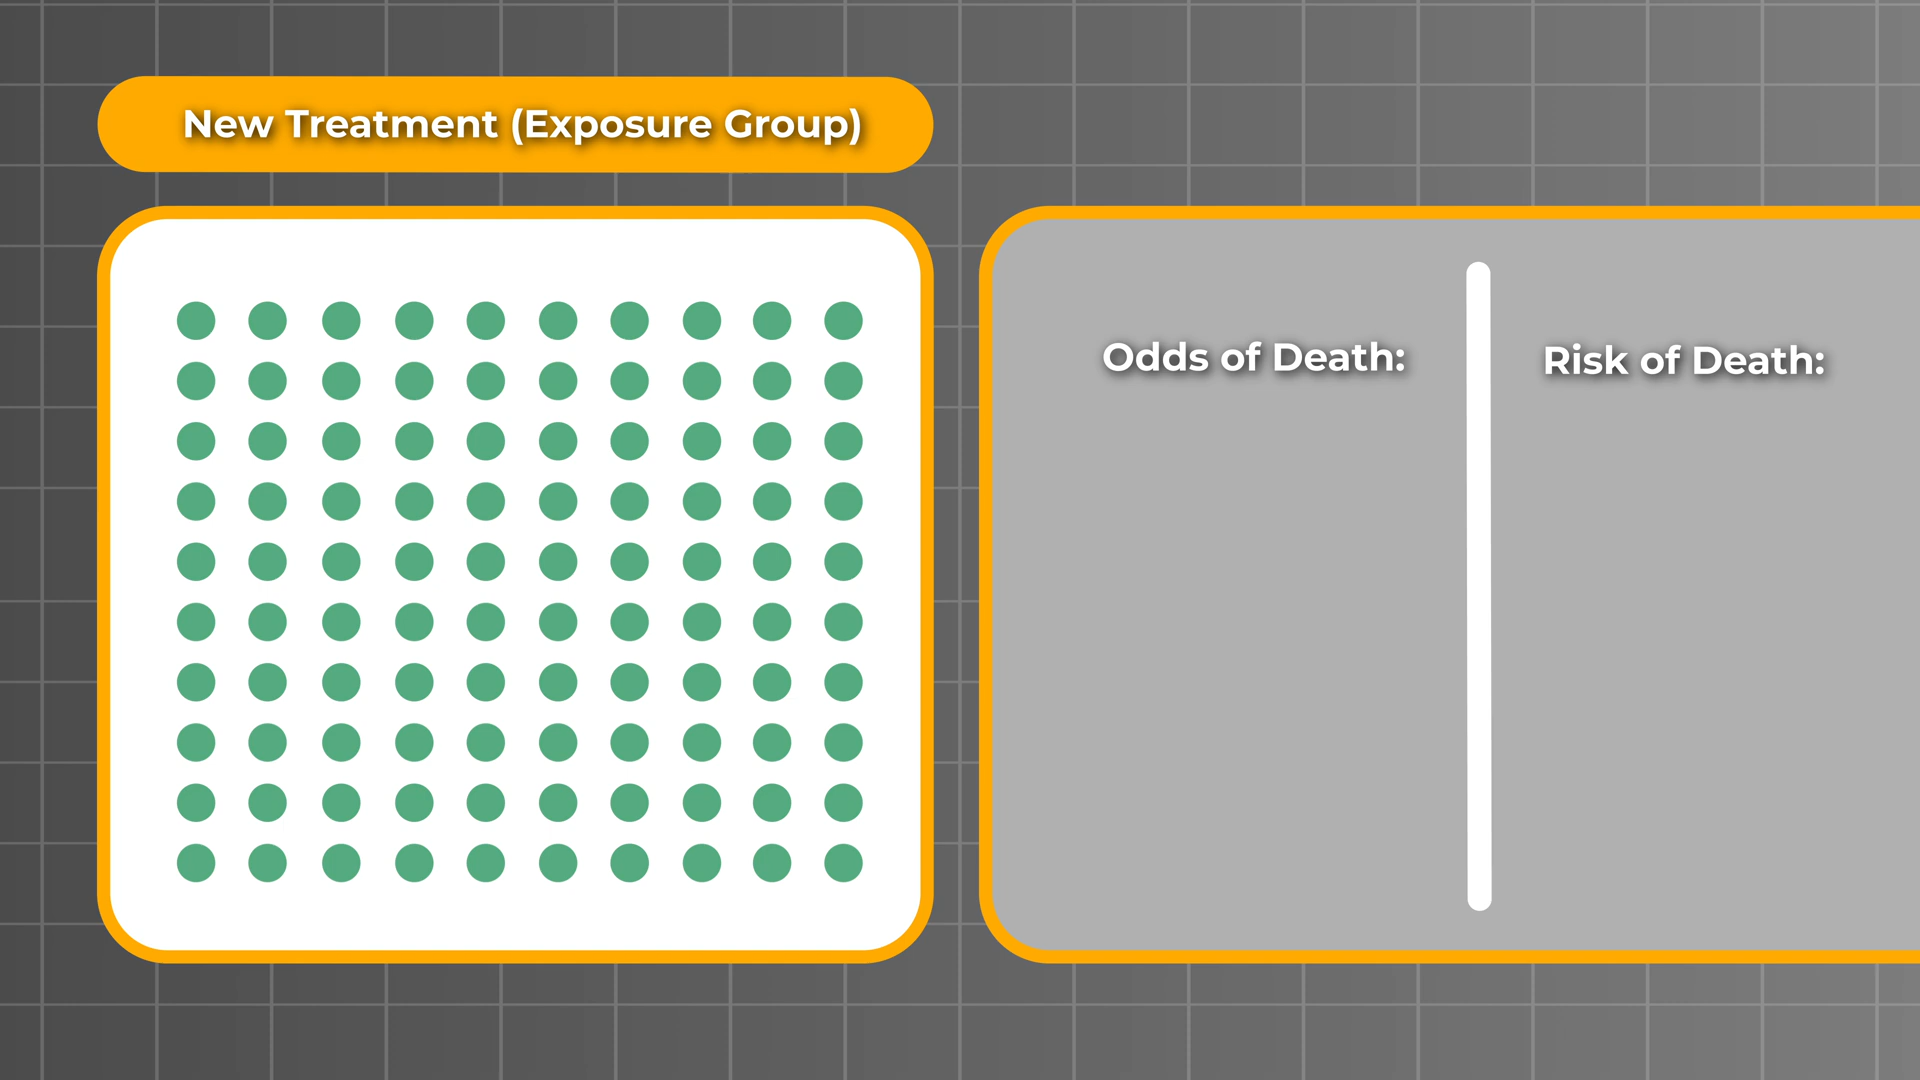 New Treatment (Exposure Group)
Odds of Death:
Risk of Death: